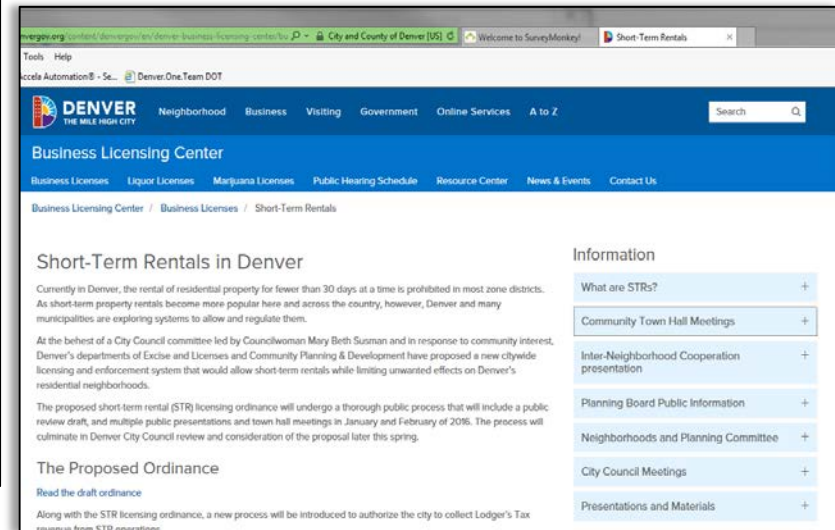 nvergov.org/content/denvergov/en/denver-business-licensing-center/bu
City and County of Denver [US]
Welcome to SurveyMonkey!
Short-Term Rentals
Tools Help
Accela Automation® - Se...
Denver.One.Team DOT
DENVER
THE MILE HIGH CITY
Neighborhood Business Visiting Government Online Services A to Z
Search
Business Licensing Center
Business Licenses Liquor Licenses Marijuana Licenses Public Hearing Schedule Resource Center News & Events Contact Us
Business Licensing Center / Business Licenses / Short-Term Rentals
Short-Term Rentals in Denver
Currently in Denver, the rental of residential property for fewer than 30 days at a time is prohibited in most zone districts.
As short-term property rentals become more popular here and across the country, however, Denver and many
municipalities are exploring systems to allow and regulate them.
At the behest of a City Council committee led by Councilwoman Mary Beth Susman and in response to community interest,
Denver's departments of Excise and Licenses and Community Planning & Development have proposed a new citywide
licensing and enforcement system that would allow short-term rentals while limiting unwanted effects on Denver's
residential neighborhoods.
The proposed short-term rental (STR) licensing ordinance will undergo a thorough public process that will include a public
review draft, and multiple public presentations and town hall meetings in January and February of 2016. The process will
culminate in Denver City Council review and consideration of the proposal later this spring.
The Proposed Ordinance
Read the draft ordinance
Along with the STR licensing ordinance, a new process will be introduced to authorize the city to collect Lodger's Tax
revenue from STR operations.
Information
What are STRs? +
Community Town Hall Meetings +
Inter-Neighborhood Cooperation +
presentation
Planning Board Public Information +
Neighborhoods and Planning Committee +
City Council Meetings +
Presentations and Materials +